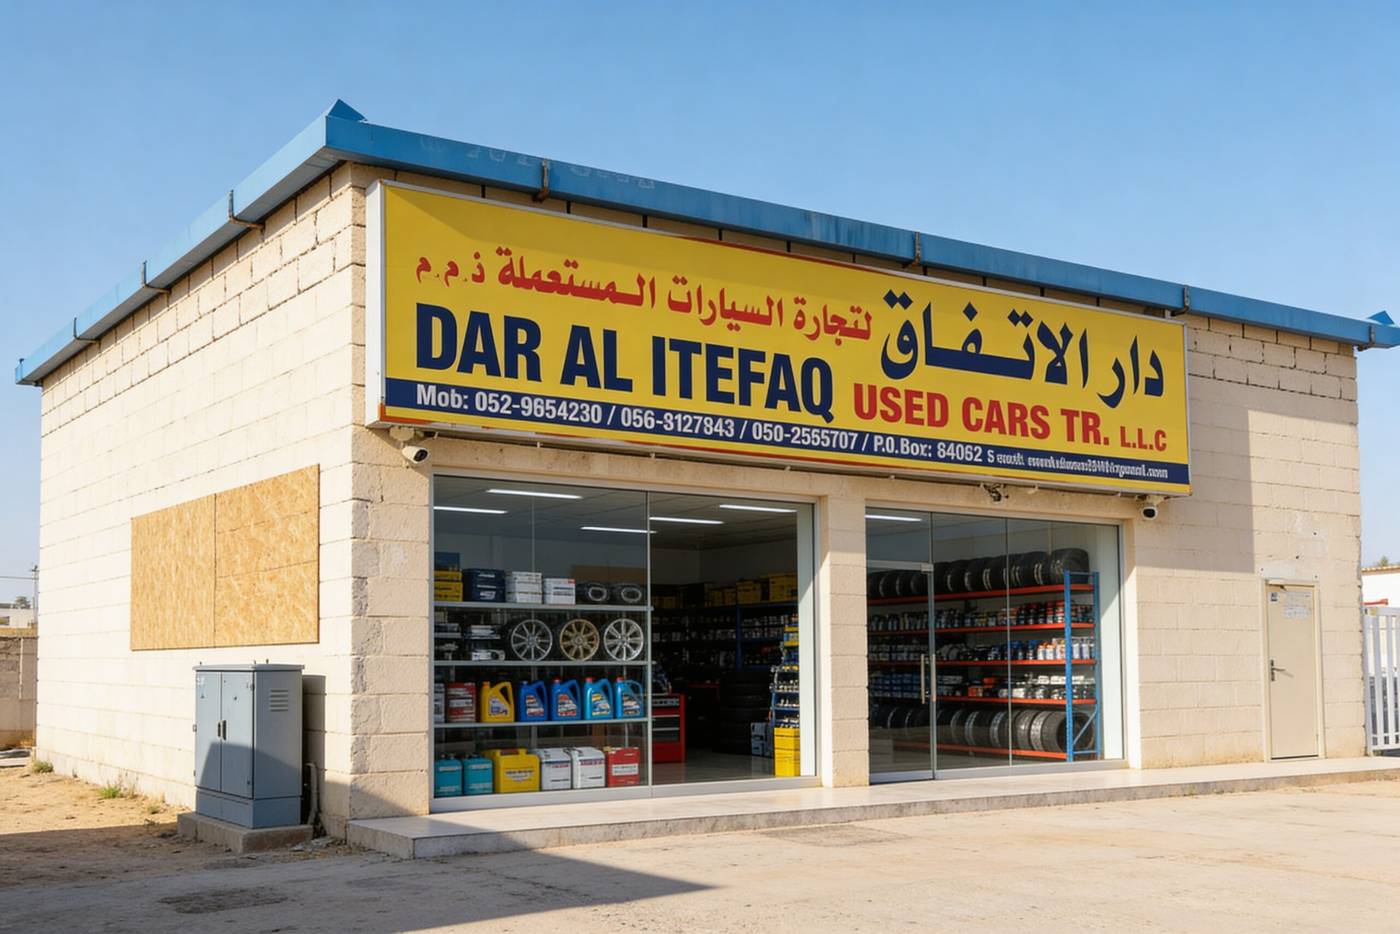 دار الاتفاق لتجارة السيارات المستعملة ذ.م.م
DAR AL ITEFAQ USED CARS TR. L.L.C
Mob: 052-9654230 / 056-3127843 / 050-2555707 / P.O.Box: 84062 S